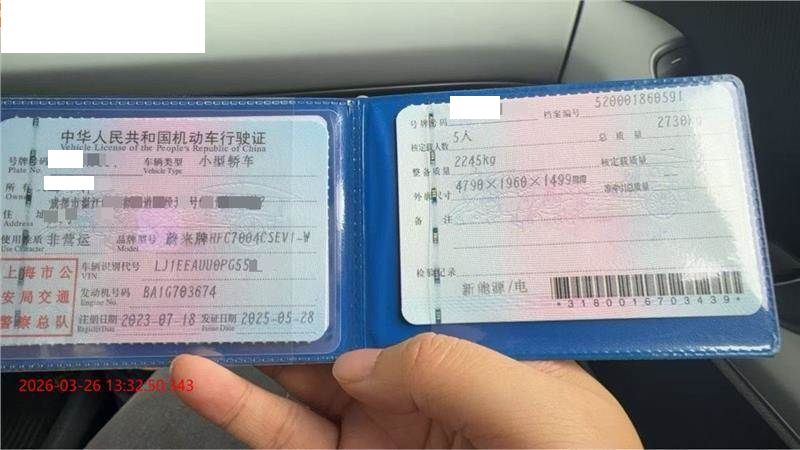 中华人民共和国机动车行驶证
Vehicle License of the People's Republic of China
号牌号码
Plate No.
车辆类型 小型轿车
Vehicle Type
所有
Owner
住 址
Address
使用性质 非营运
Use Character
品牌型号 蔚来牌HFC7004CSEV1-W
Model
车辆识别代号 LJ1EEAUU0PG55
VIN
发动机号码 BA1G703674
Engine No.
注册日期 2023-07-18 发证日期 2025-05-28
Register Date Issue Date
上海市公
安局交通
警察总队
号牌号码
档案编号 520001860591
核定载人数 5人
总质量 2730k
整备质量 2245kg
核定载质量
外廓尺寸 4790×1960×1499mm
准牵引总质量
备 注
检验记录
新能源/电
*3180016703439*
2026-03-26 13:32:50.343